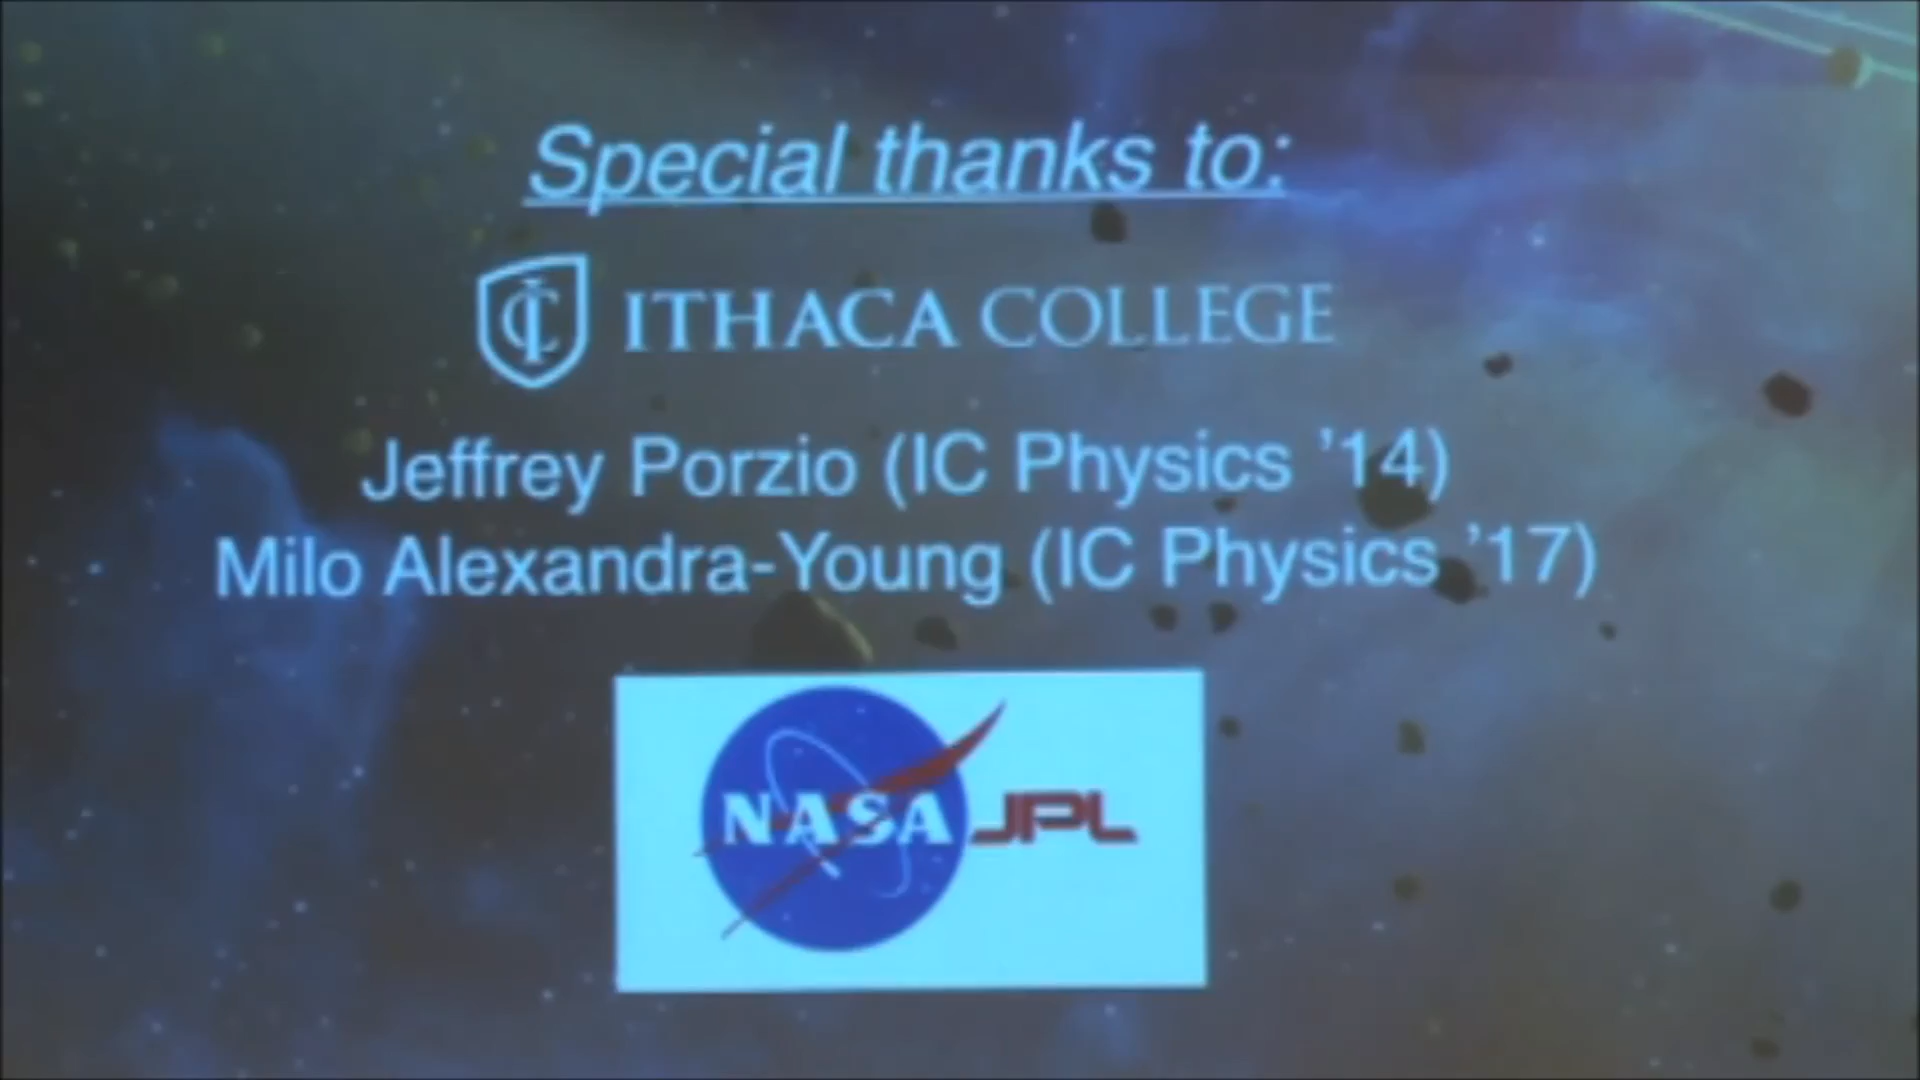 Special thanks to:
ITHACA COLLEGE
Jeffrey Porzio (IC Physics ’14)
Milo Alexandra-Young (IC Physics ’17)
NASA JPL